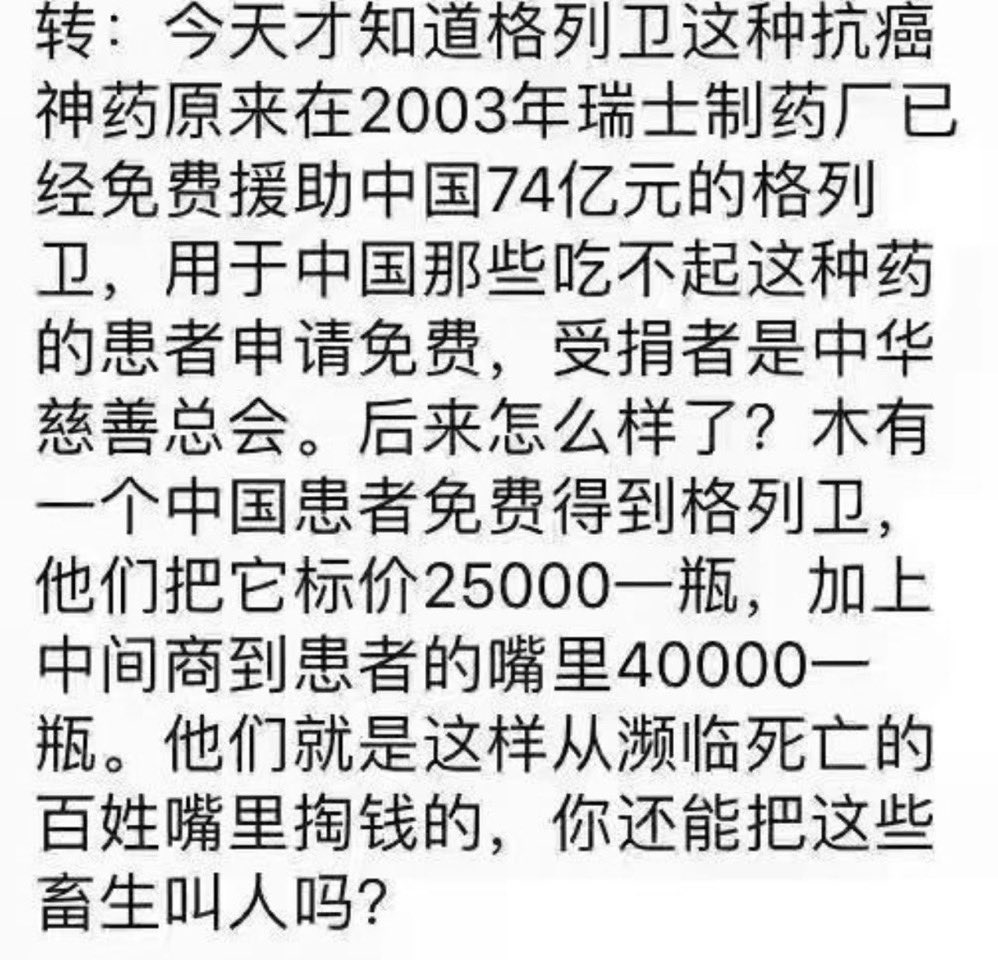 转：今天才知道格列卫这种抗癌
神药原来在2003年瑞士制药厂已
经免费援助中国74亿元的格列
卫，用于中国那些吃不起这种药
的患者申请免费，受捐者是中华
慈善总会。后来怎么样了？木有
一个中国患者免费得到格列卫，
他们把它标价25000一瓶，加上
中间商到患者的嘴里40000一
瓶。他们就是这样从濒临死亡的
百姓嘴里掏钱的，你还能把这些
畜生叫人吗？